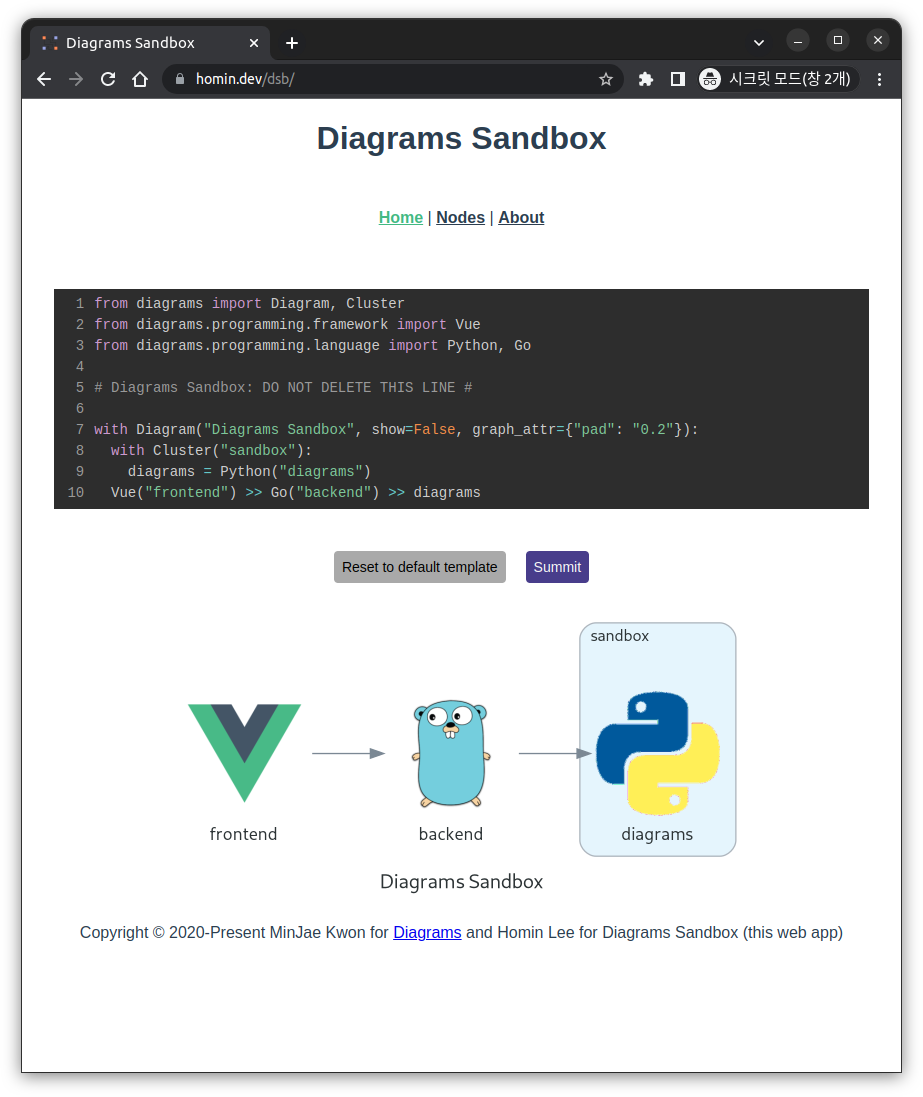 Diagrams Sandbox
homin.dev/dsb/
시크릿 모드(창 2개)
Diagrams Sandbox
Home | Nodes | About
1 from diagrams import Diagram, Cluster
2 from diagrams.programming.framework import Vue
3 from diagrams.programming.language import Python, Go
4
5 # Diagrams Sandbox: DO NOT DELETE THIS LINE #
6
7 with Diagram("Diagrams Sandbox", show=False, graph_attr={"pad": "0.2"}):
8   with Cluster("sandbox"):
9     diagrams = Python("diagrams")
10   Vue("frontend") >> Go("backend") >> diagrams
Reset to default template Summit
sandbox
frontend backend diagrams
Diagrams Sandbox
Copyright © 2020-Present MinJae Kwon for Diagrams and Homin Lee for Diagrams Sandbox (this web app)